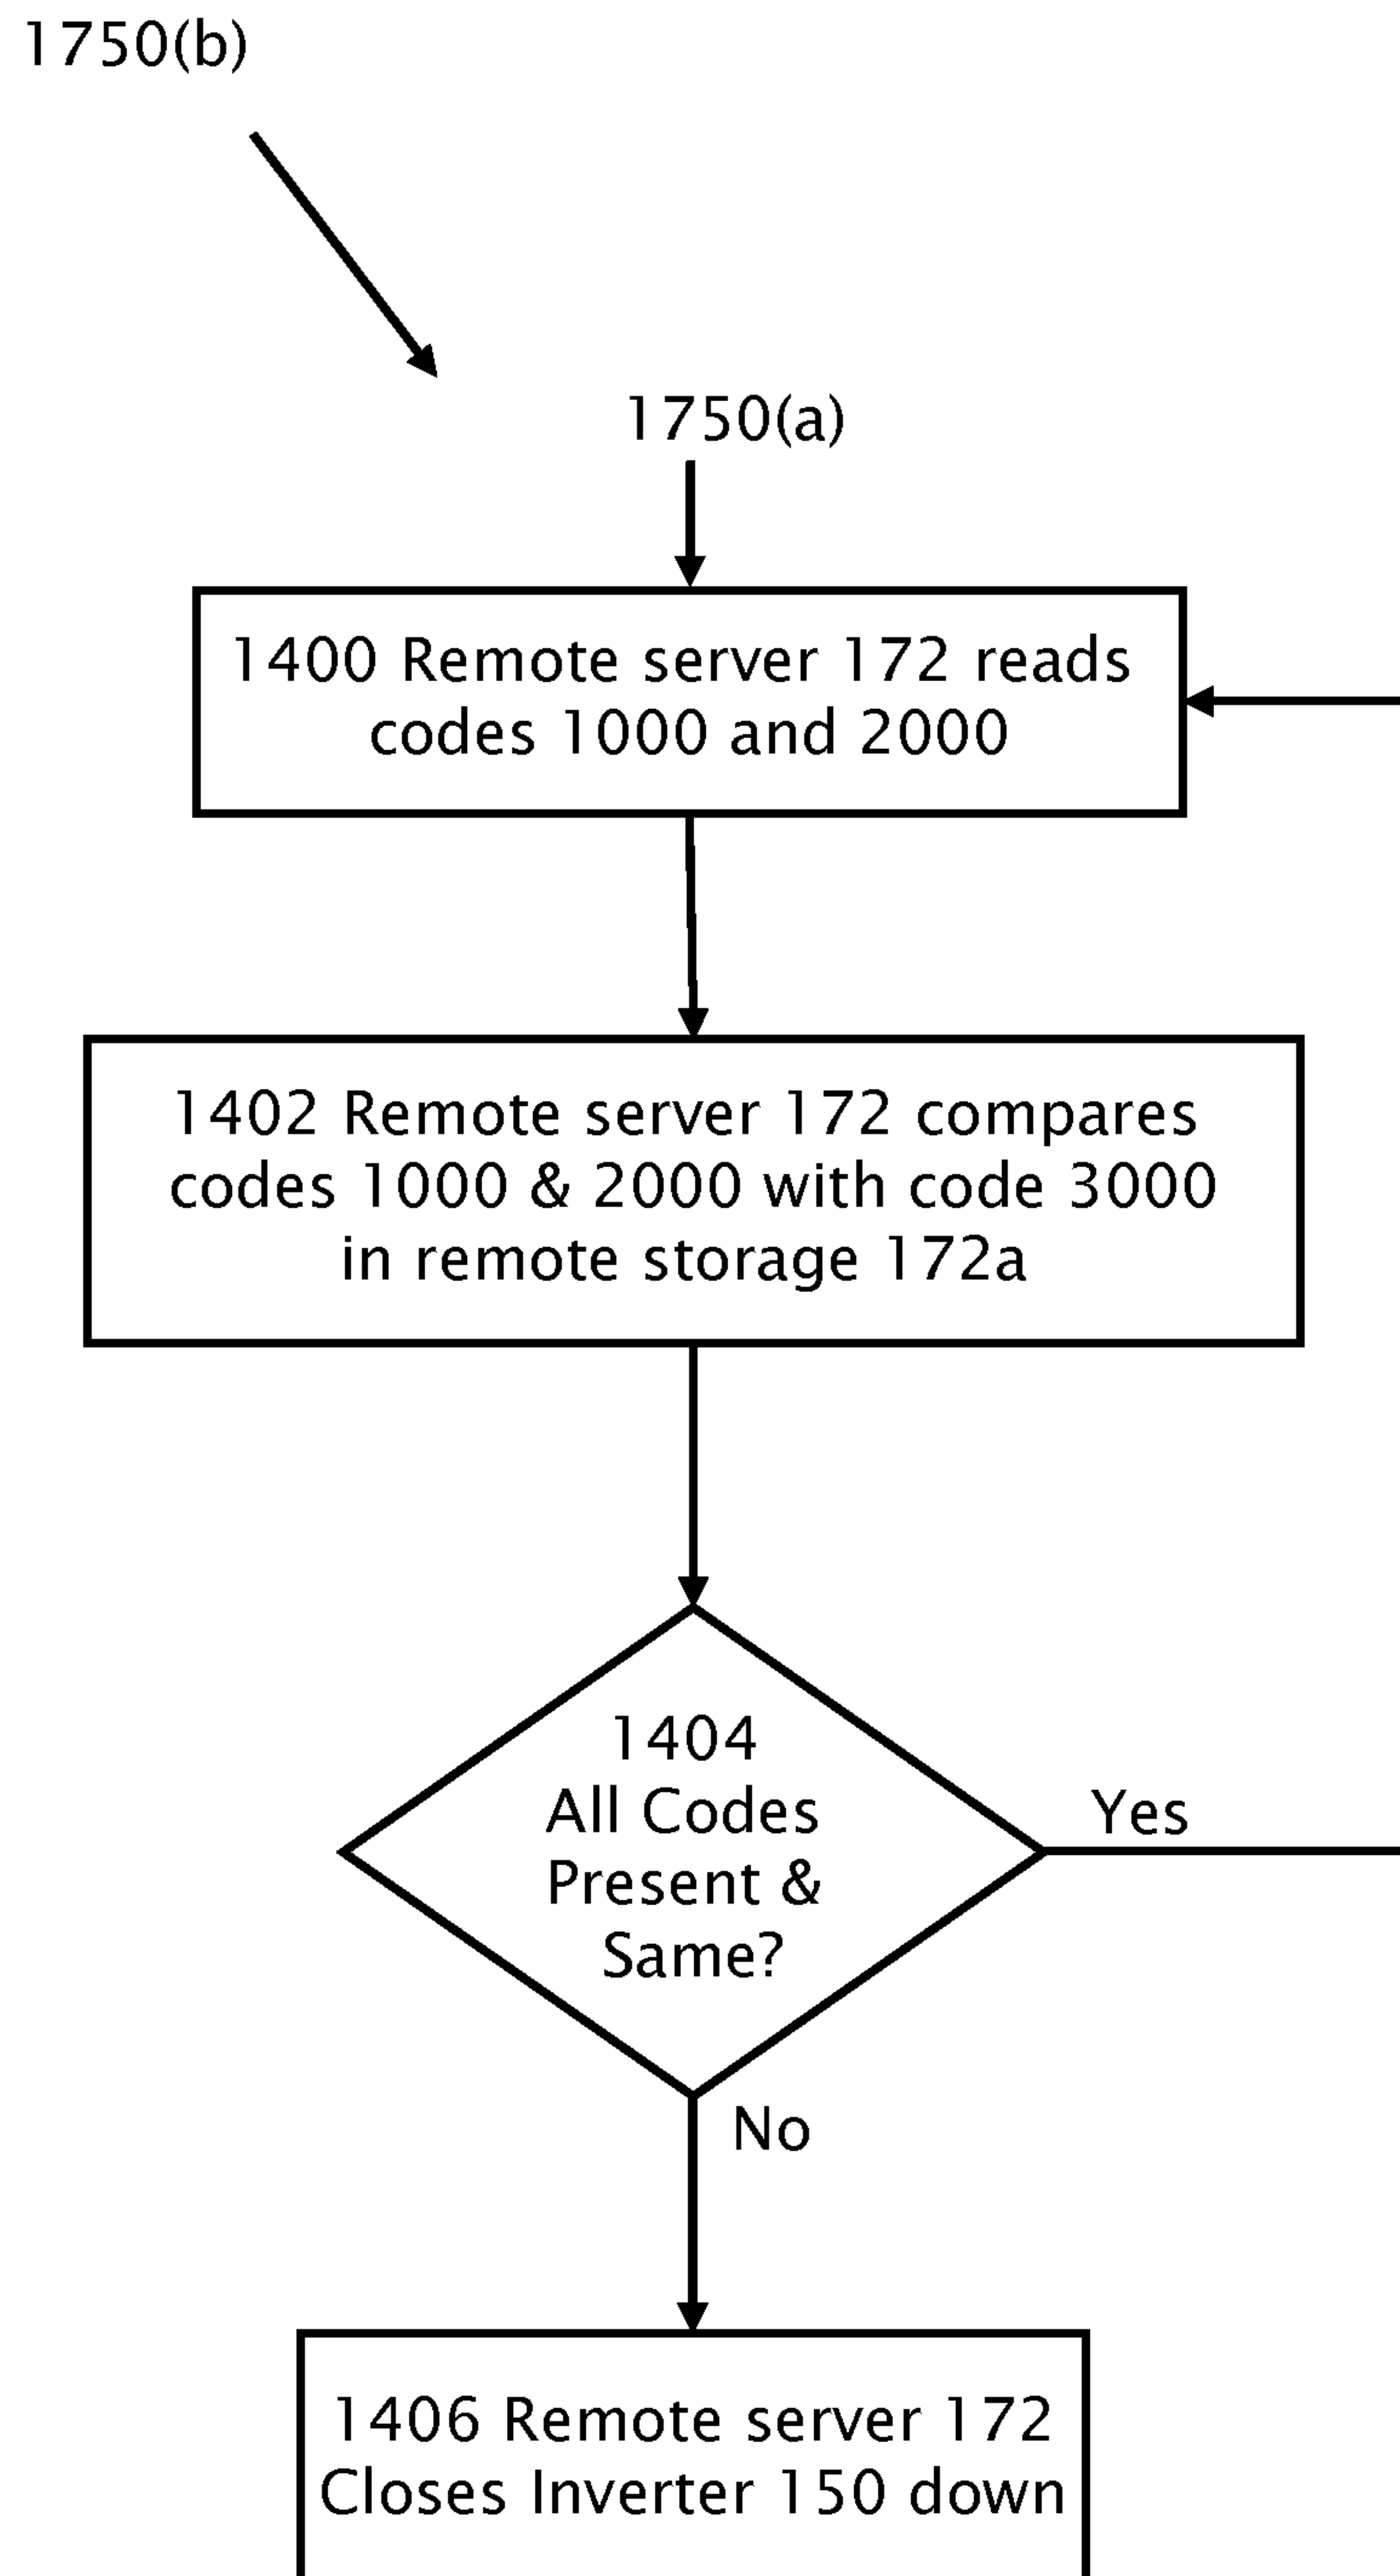 1750(b)
1750(a)
1400 Remote server 172 reads
codes 1000 and 2000
1402 Remote server 172 compares
codes 1000 & 2000 with code 3000
in remote storage 172a
1404
All Codes
Present &
Same?
Yes
No
1406 Remote server 172
Closes Inverter 150 down